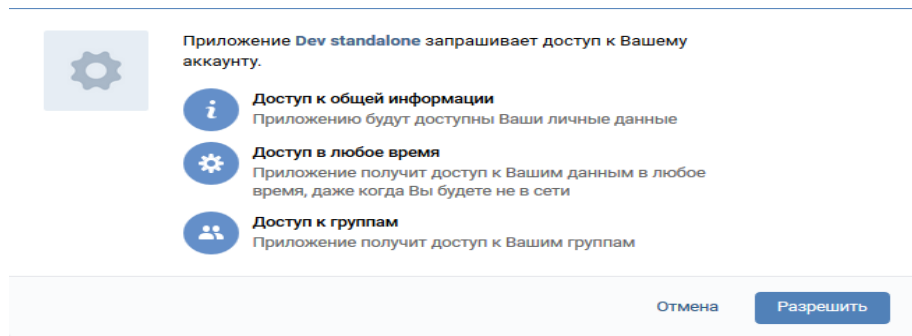 Приложение Dev standalone запрашивает доступ к Вашему
аккаунту.
Доступ к общей информации
Приложению будут доступны Ваши личные данные
Доступ в любое время
Приложение получит доступ к Вашим данным в любое
время, даже когда Вы будете не в сети
Доступ к группам
Приложение получит доступ к Вашим группам
Отмена
Разрешить